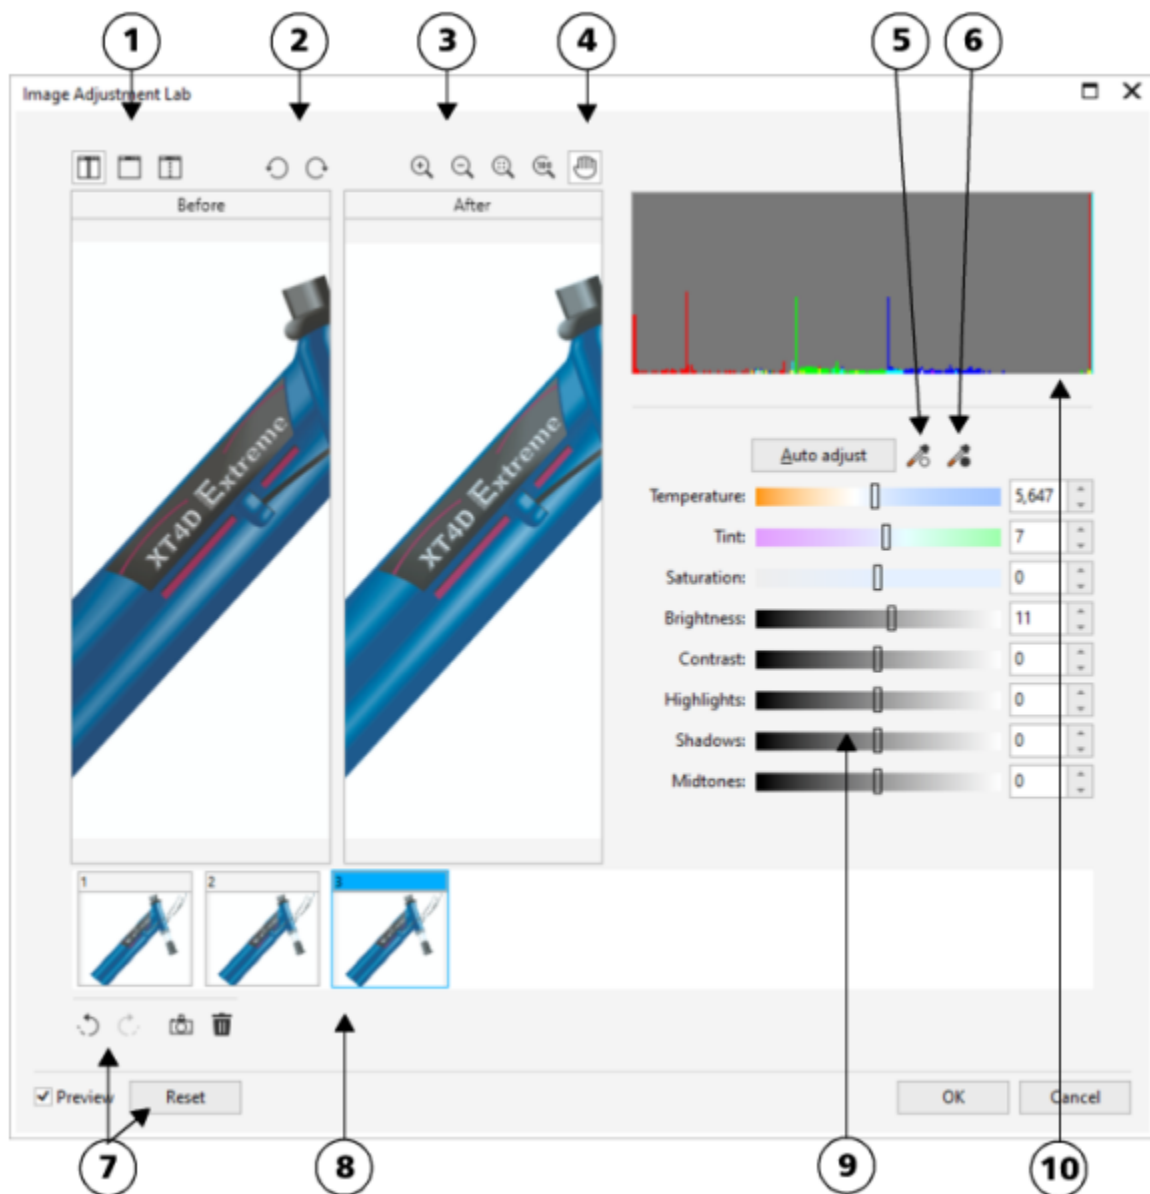 1 2 3 4 5 6
Image Adjustment Lab
100
Before After
XT4D Extreme XT4D Extreme
Auto adjust
Temperature: 5,647
Tint: 7
Saturation: 0
Brightness: 11
Contrast: 0
Highlights: 0
Shadows: 0
Midtones: 0
1 2 3
Preview Reset OK Cancel
7 8 9 10